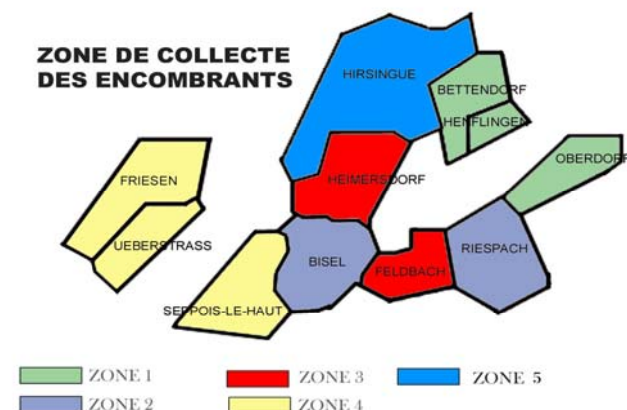 ZONE DE COLLECTE
DES ENCOMBRANTS
HIRSINGUE
BETTENDORF
HENFLINGEN
OBERDORF
FRIESEN
HEIMERSDORF
UEBERSTRASS
BISEL
RIESPACH
FELDBACH
SEPPOIS-LE-HAUT
ZONE 1
ZONE 3
ZONE 5
ZONE 2
ZONE 4